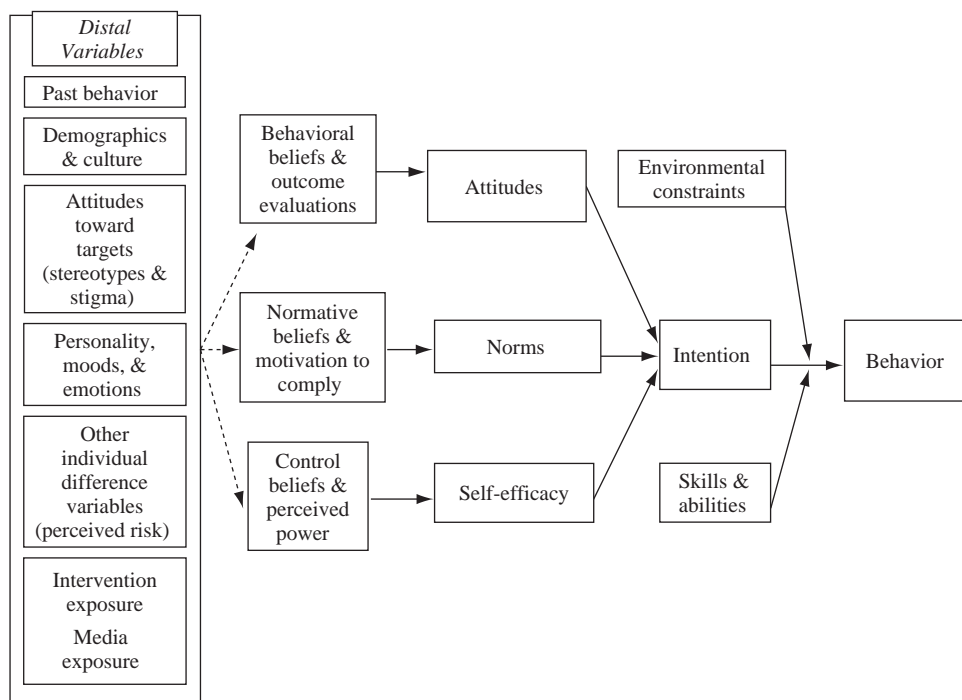 Distal
Variables
Past behavior
Demographics
& culture
Attitudes
toward
targets
(stereotypes &
stigma)
Personality,
moods, &
emotions
Other
individual
difference
variables
(perceived risk)
Intervention
exposure
Media
exposure
Behavioral
beliefs &
outcome
evaluations
Normative
beliefs &
motivation to
comply
Control
beliefs &
perceived
power
Attitudes
Norms
Self-efficacy
Environmental
constraints
Intention
Skills &
abilities
Behavior